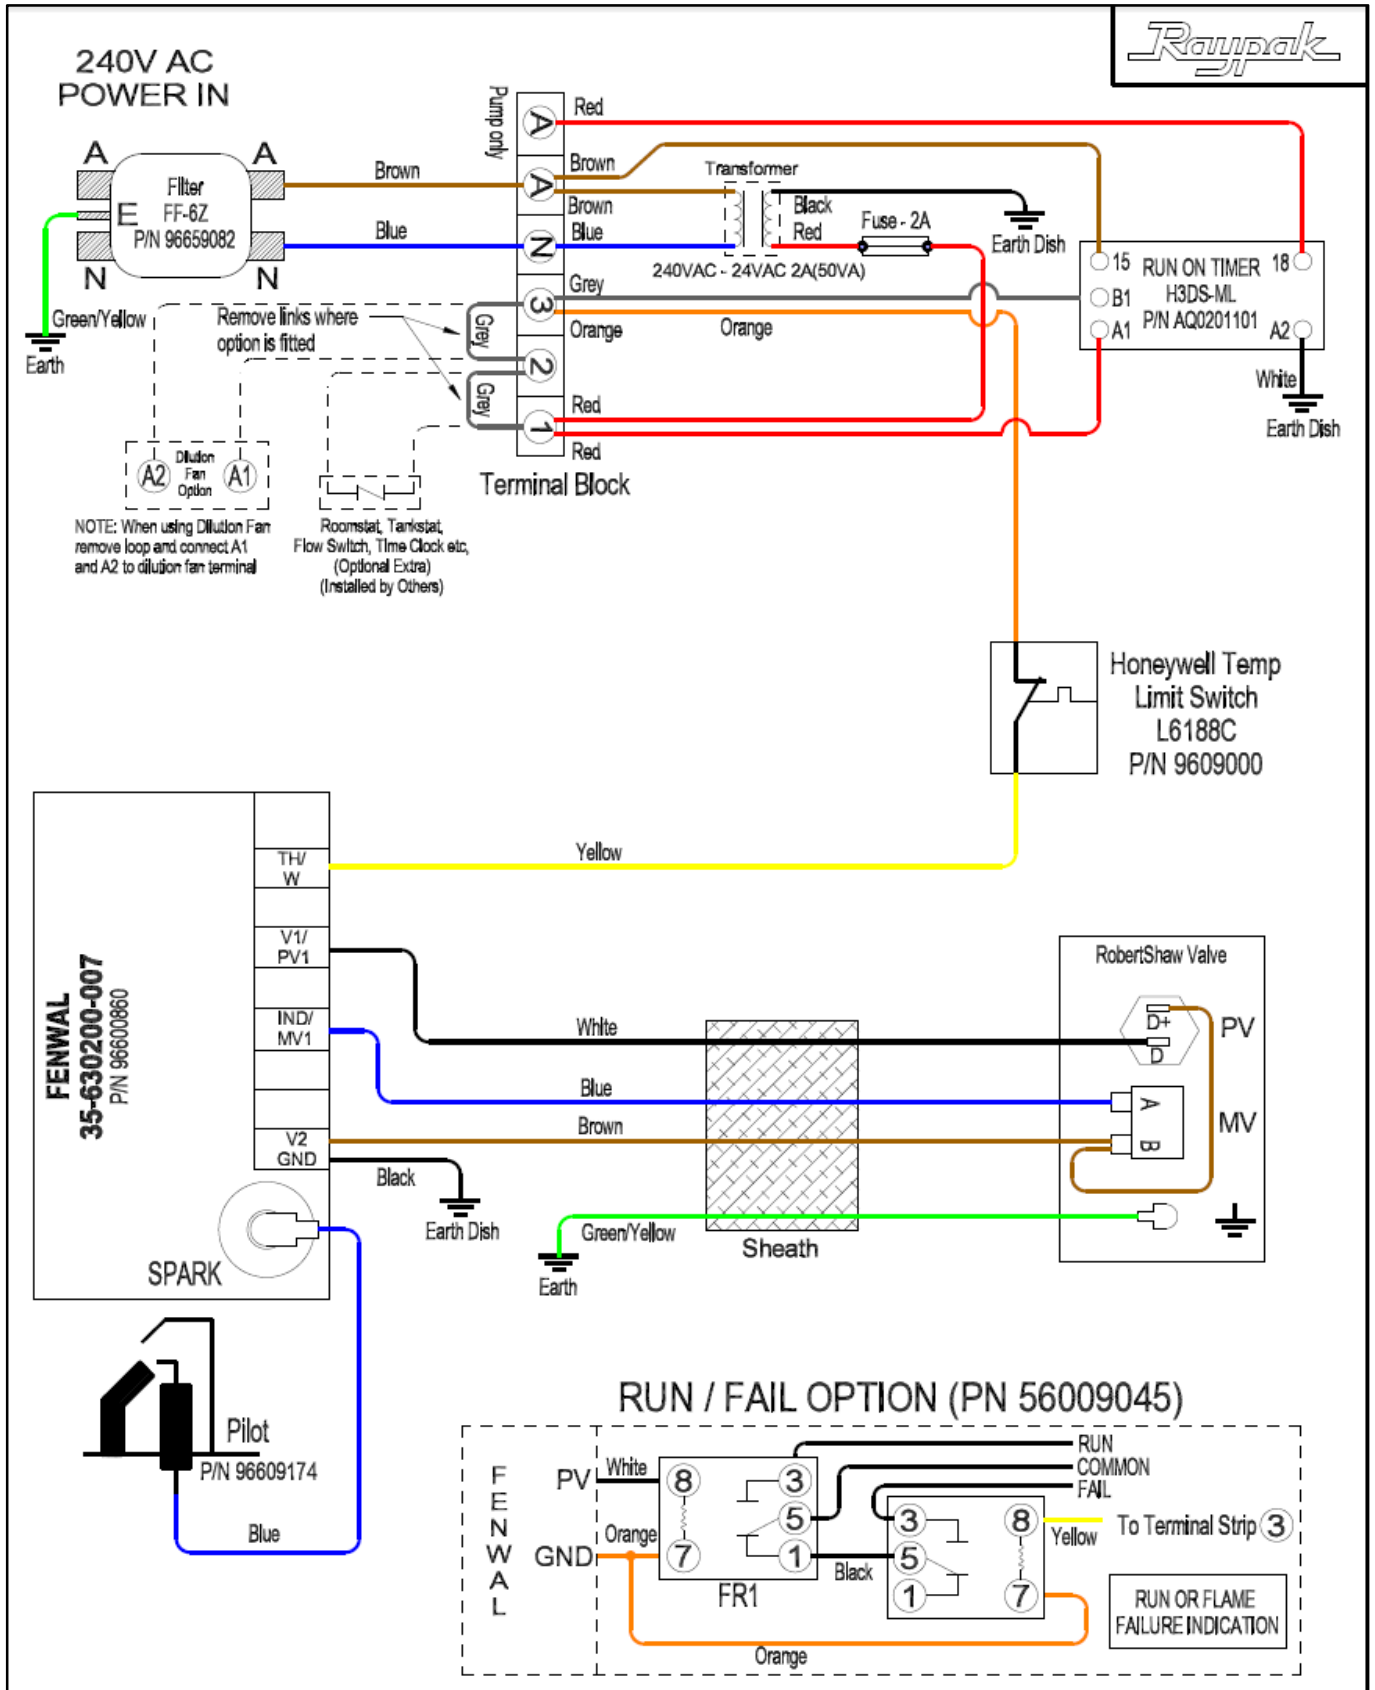 Raypak
240V AC
POWER IN
A
A
Filter
FF-6Z
P/N 96659082
E
N
N
Green/Yellow
Earth
Brown
Blue
Pump only
A
A
N
3
2
1
Terminal Block
Red
Brown
Brown
Blue
Grey
Orange
Orange
Grey
Grey
Red
Red
Remove links where
option is fitted
Transformer
Black
Red
240VAC - 24VAC 2A(50VA)
Fuse - 2A
Earth Dish
15
RUN ON TIMER
18
B1
H3DS-ML
A1
P/N AQ0201101
A2
White
Earth Dish
A2
Dilution
Fan
Option
A1
NOTE: When using Dilution Fan
remove loop and connect A1
and A2 to dilution fan terminal
Roomstat, Tankstat,
Flow Switch, Time Clock etc,
(Optional Extra)
(Installed by Others)
Honeywell Temp
Limit Switch
L6188C
P/N 9609000
FENWAL
35-630200-007
P/N 96600860
TH/
W
V1/
PV1
IND/
MV1
V2
GND
Yellow
White
Blue
Brown
Black
Earth Dish
Green/Yellow
Earth
Sheath
RobertShaw Valve
D+
D
PV
A
B
MV
SPARK
Pilot
P/N 96609174
Blue
RUN / FAIL OPTION (PN 56009045)
FENWAL
PV
White
GND
Orange
8
7
3
5
1
FR1
Black
RUN
COMMON
FAIL
3
5
1
8
7
Yellow
To Terminal Strip 3
RUN OR FLAME
FAILURE INDICATION
Orange